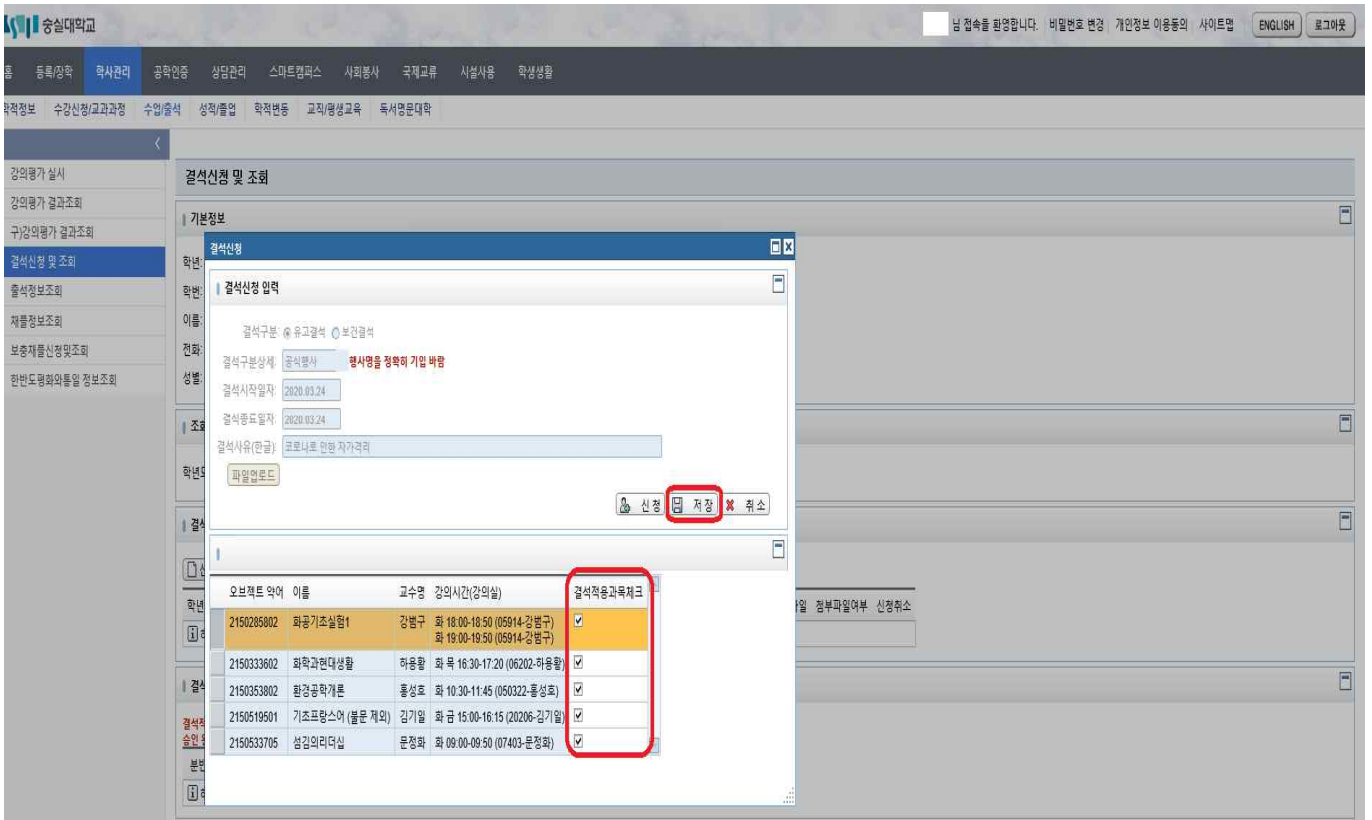 숭실대학교
님 접속을 환영합니다. 비밀번호 변경 개인정보 이용동의 사이트맵 ENGLISH 로그아웃
홈 등록/장학 학사관리 공학인증 상담관리 스마트캠퍼스 사회봉사 국제교류 시설사용 학생생활
학적정보 수강신청/교과과정 수업/출석 성적/졸업 학적변동 교직/평생교육 독서명문대학
강의평가 실시
강의평가 결과조회
구)강의평가 결과조회
결석신청 및 조회
출석정보조회
채플정보조회
보충채플신청및조회
한반도평화와통일 정보조회
결석신청 및 조회
기본정보
학년:
학번:
이름:
전화:
성별:
학년
결석신청
결석신청 입력
결석구분: 유고결석 보건결석
결석구분상세: 공식행사 행사명을 정확히 기입 바람
결석시작일자: 2020.03.24
결석종료일자: 2020.03.24
결석사유(한글): 코로나로 인한 자가격리
파일업로드
신청 저장 취소
오브젝트 약어 이름 교수명 강의시간(강의실) 결석적용과목체크
2150285802 화공기초실험1 강범구 화 18:00-18:50 (05914-강범구)
화 19:00-19:50 (05914-강범구)
2150333602 화학과현대생활 하용활 화 목 16:30-17:20 (06202-하용활)
2150353802 환경공학개론 홍성호 화 10:30-11:45 (050322-홍성호)
2150519501 기초프랑스어 (불문 제외) 김기일 화 금 15:00-16:15 (20206-김기일)
2150533705 섬김의리더십 문정화 화 09:00-09:50 (07403-문정화)
첨부파일여부 신청취소